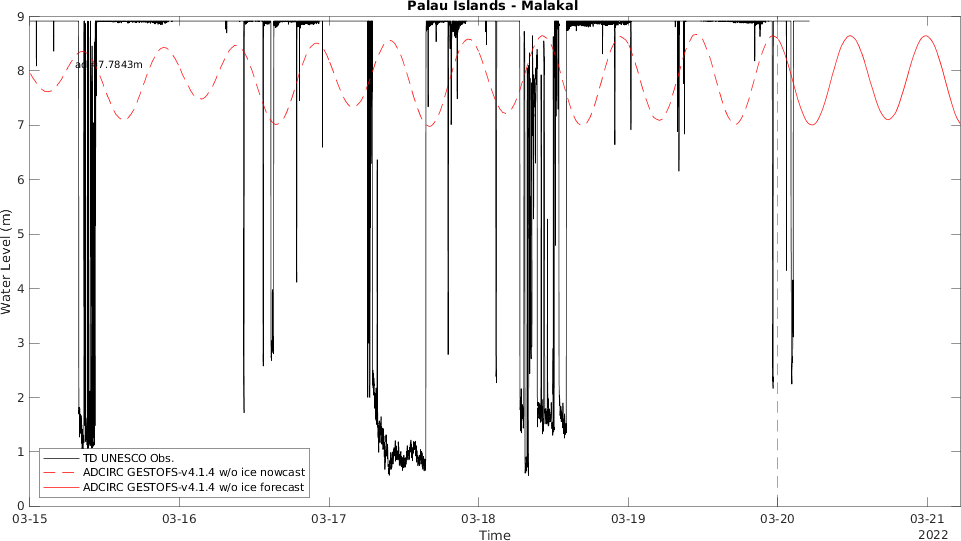 Palau Islands - Malakal
9
8
7
6
5
4
3
2
1
0
Water Level (m)
7.7843m
TD UNESCO Obs.
ADCIRC GESTOFS-v4.1.4 w/o ice nowcast
ADCIRC GESTOFS-v4.1.4 w/o ice forecast
03-15 03-16 03-17 03-18 03-19 03-20 03-21
Time
2022